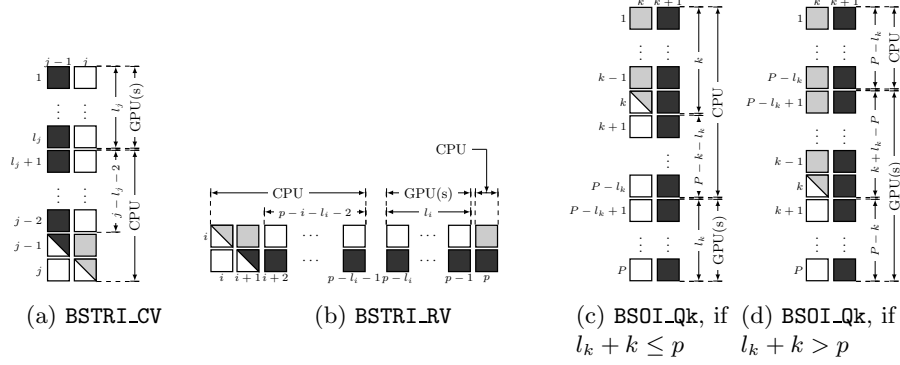 j − 1 j
1
⋮ ⋮
l_j
l_j + 1
⋮ ⋮
j − 2
j − 1
j
l_j
GPU(s)
j − l_j − 2
CPU
(a) BSTRI_CV
CPU
CPU GPU(s)
p − i − l_i − 2 l_i
i
··· ···
··· ···
i i + 1 i + 2 p − l_i − 1 p − l_i p − 1 p
(b) BSTRI_RV
k k + 1
1
⋮ ⋮
k − 1
k
k + 1
⋮ ⋮
P − l_k
P − l_k + 1
⋮ ⋮
P
k
CPU
P − k − l_k
l_k
GPU(s)
(c) BSOI_Qk, if
l_k + k ≤ p
k k + 1
1
⋮ ⋮
P − l_k
P − l_k + 1
⋮ ⋮
k − 1
k
k + 1
⋮ ⋮
P
P − l_k
CPU
k + l_k − P
GPU(s)
P − k
(d) BSOI_Qk, if
l_k + k > p